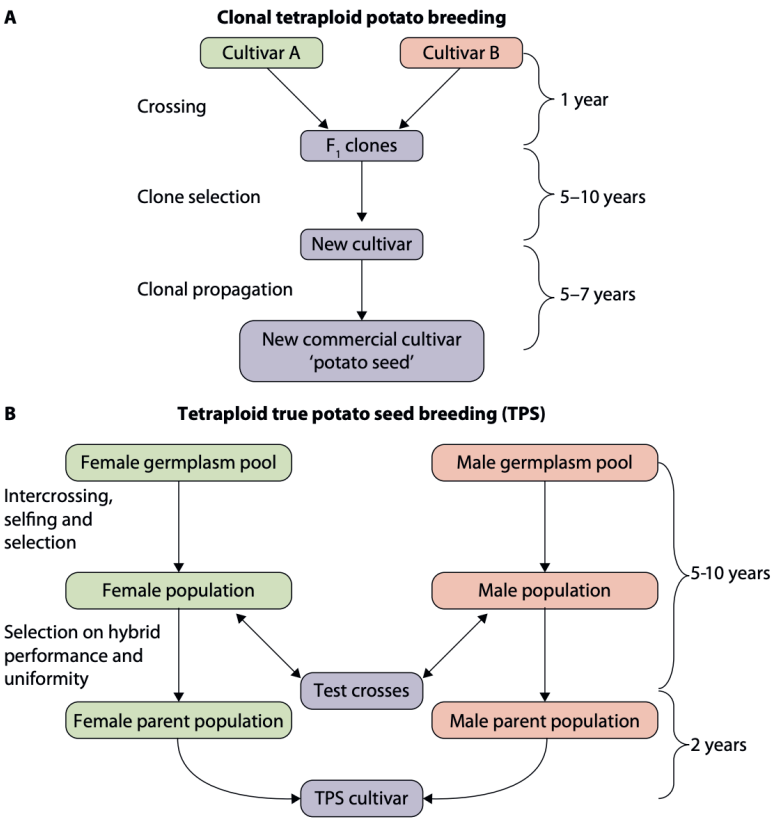 A
Clonal tetraploid potato breeding
Cultivar A
Cultivar B
Crossing
1 year
F1 clones
Clone selection
5–10 years
New cultivar
Clonal propagation
5–7 years
New commercial cultivar
‘potato seed’
B
Tetraploid true potato seed breeding (TPS)
Female germplasm pool
Male germplasm pool
Intercrossing,
selfing and
selection
5-10 years
Female population
Male population
Selection on hybrid
performance and
uniformity
Test crosses
Female parent population
Male parent population
2 years
TPS cultivar